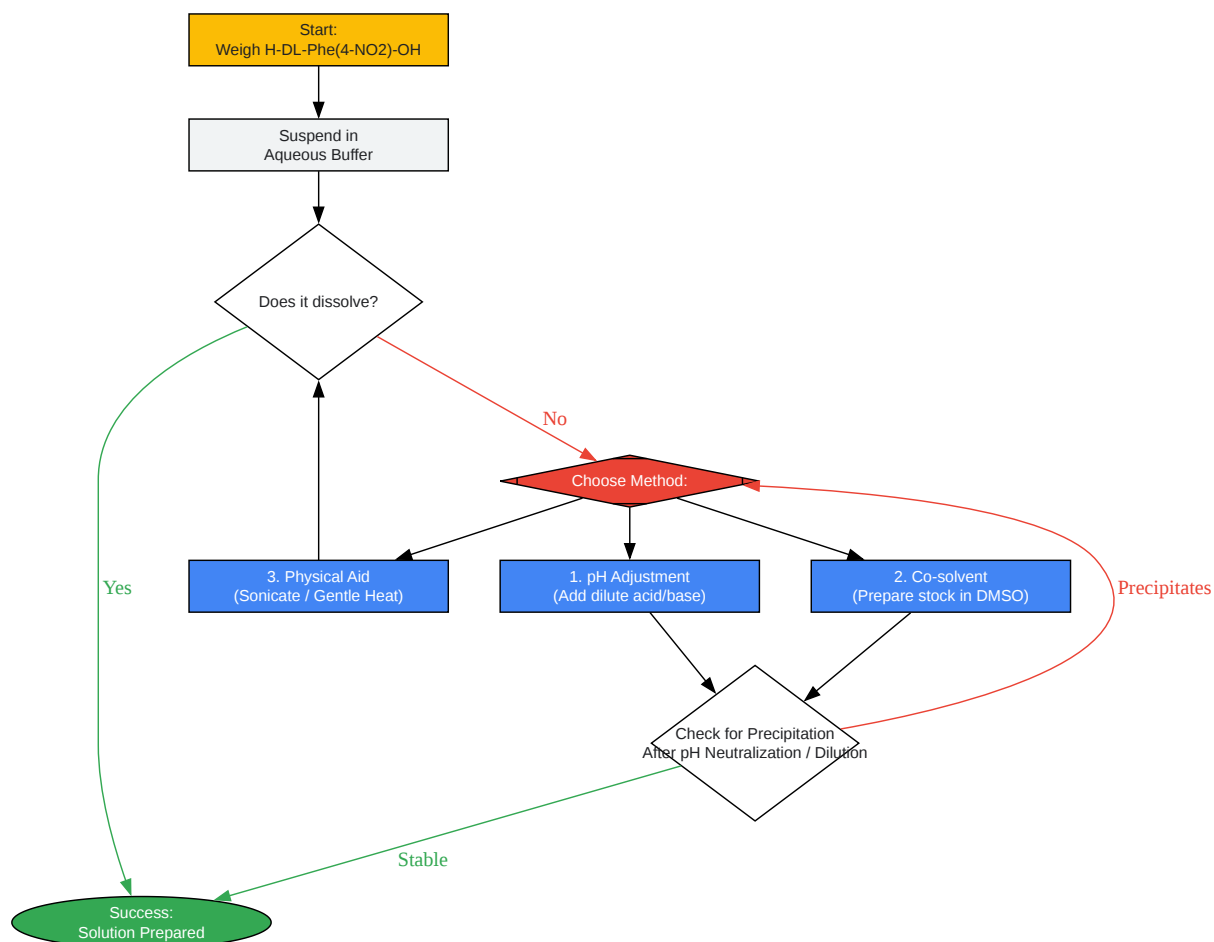 Start:
Weigh H-DL-Phe(4-NO2)-OH
Suspend in
Aqueous Buffer
Does it dissolve?
No
Choose Method:
3. Physical Aid
(Sonicate / Gentle Heat)
1. pH Adjustment
(Add dilute acid/base)
2. Co-solvent
(Prepare stock in DMSO)
Yes
Precipitates
Check for Precipitation
After pH Neutralization / Dilution
Stable
Success:
Solution Prepared